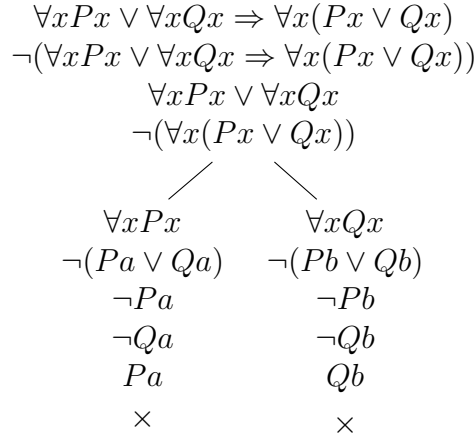 ∀xPx ∨ ∀xQx ⇒ ∀x(Px ∨ Qx)
¬(∀xPx ∨ ∀xQx ⇒ ∀x(Px ∨ Qx))
∀xPx ∨ ∀xQx
¬(∀x(Px ∨ Qx))
∀xPx ∀xQx
¬(Pa ∨ Qa) ¬(Pb ∨ Qb)
¬Pa ¬Pb
¬Qa ¬Qb
Pa Qb
× ×